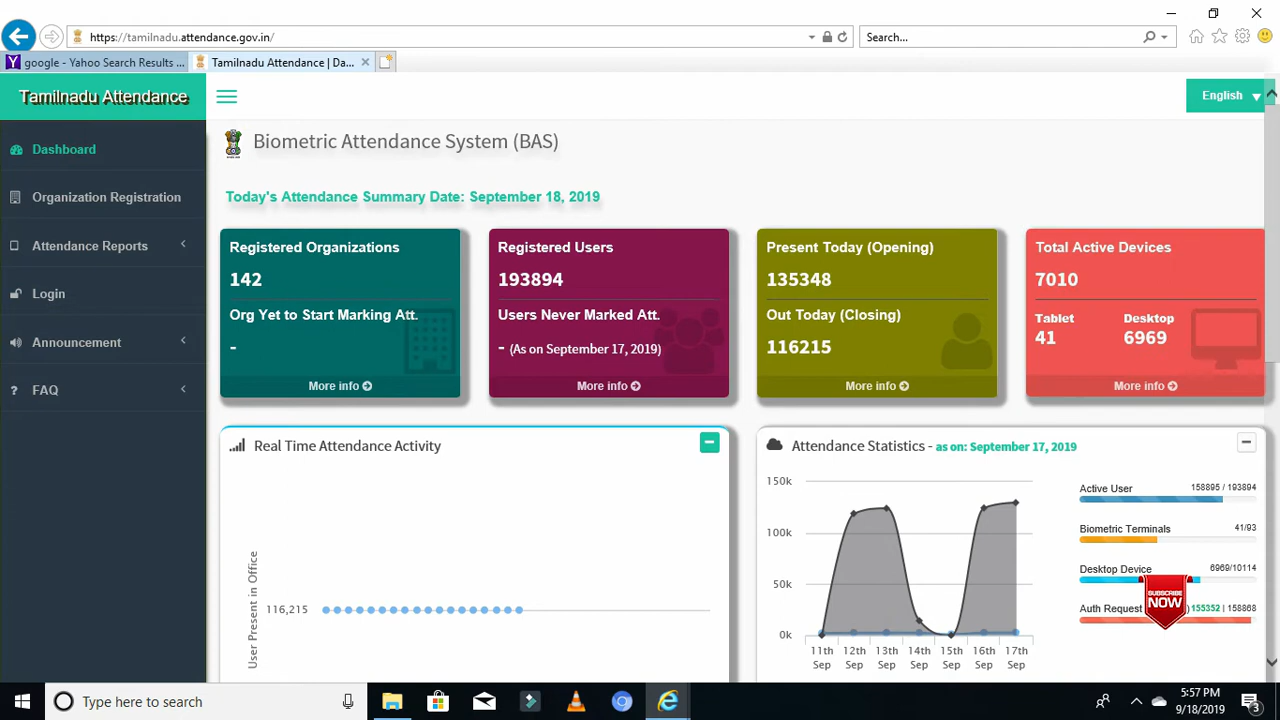 https://tamilnadu.attendance.gov.in/
Search...
google - Yahoo Search Results ...
Tamilnadu Attendance | Da...
Tamilnadu Attendance
English
Dashboard
Organization Registration
Attendance Reports
Login
Announcement
FAQ
Biometric Attendance System (BAS)
Today's Attendance Summary Date: September 18, 2019
Registered Organizations
142
Org Yet to Start Marking Att.
-
More info
Registered Users
193894
Users Never Marked Att.
- (As on September 17, 2019)
More info
Present Today (Opening)
135348
Out Today (Closing)
116215
More info
Total Active Devices
7010
Tablet Desktop
41 6969
More info
Real Time Attendance Activity
User Present in Office
116,215
Attendance Statistics - as on: September 17, 2019
150k
100k
50k
0k
11th Sep
12th Sep
13th Sep
14th Sep
15th Sep
16th Sep
17th Sep
Active User 158895 / 193894
Biometric Terminals 41/93
Desktop Device 6969/10114
Auth Request ) 155352 | 158868
SUBSCRIBE
NOW
Type here to search
5:57 PM
9/18/2019
3